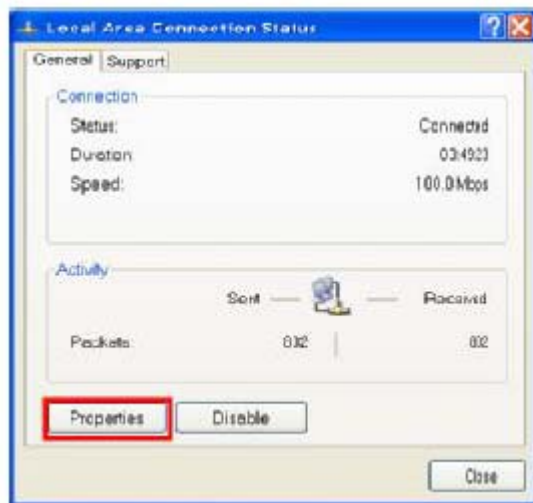 Local Area Connection Status
General Support
Connection
Status: Connected
Duration 03:49:23
Speed: 100.0 Mbps
Activity
Sent Received
Packets
Properties Disable
Close